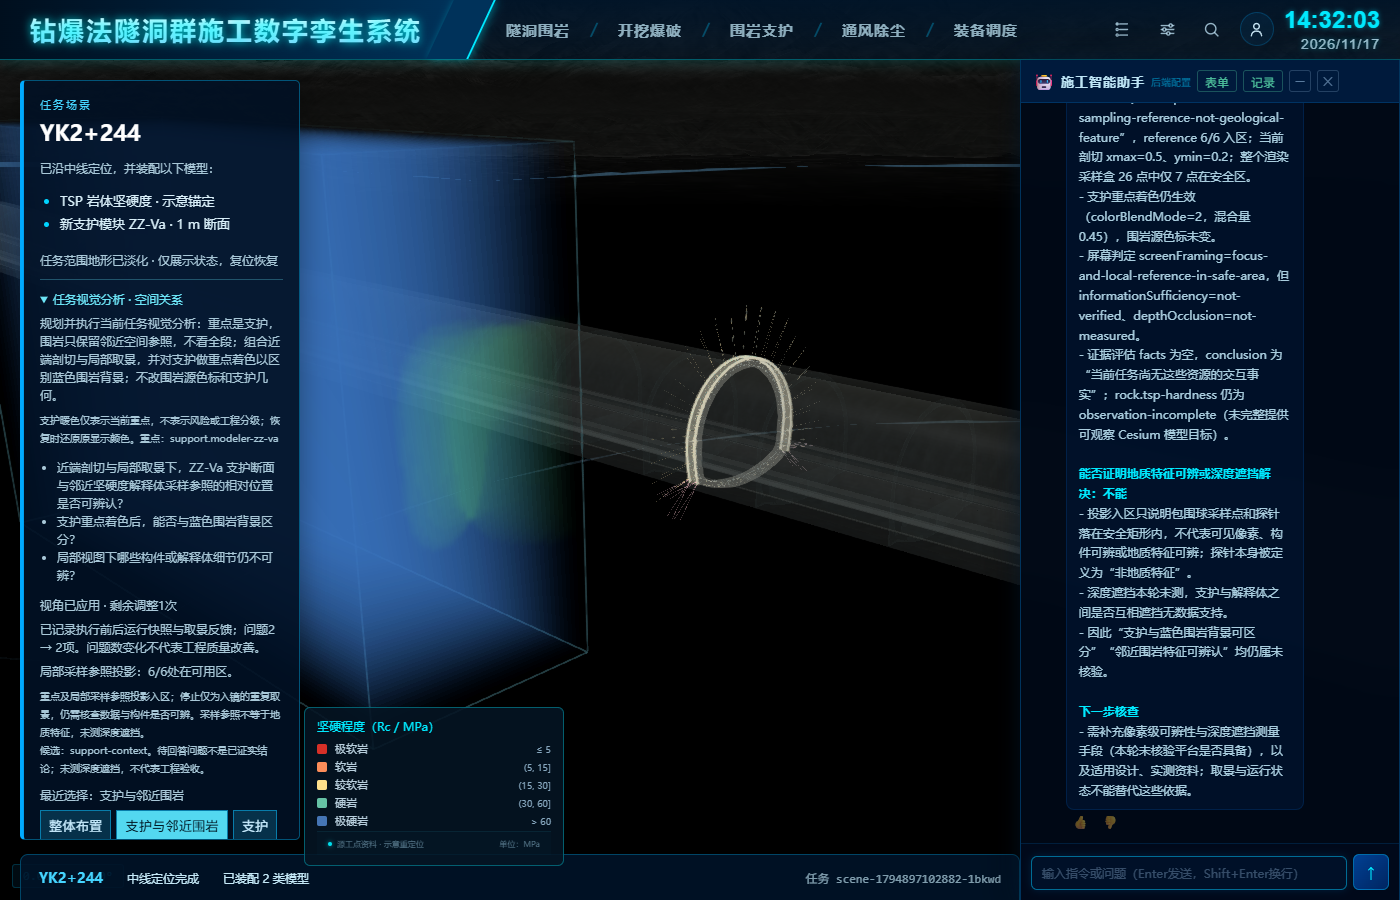 钻爆法隧洞群施工数字孪生系统
隧洞围岩 / 开挖爆破 / 围岩支护 / 通风除尘 / 装备调度
14:32:03
2026/11/17
任务场景
YK2+244
已沿中线定位，并装配以下模型：
TSP 岩体坚硬度 · 示意锚定
新支护模块 ZZ-Va · 1 m 断面
任务范围地形已淡化 · 仅展示状态，复位恢复
▼ 任务视觉分析 · 空间关系
规划并执行当前任务视觉分析：重点是支护，
围岩只保留邻近空间参照，不看全段；组合近
端剖切与局部取景，并对支护做重点着色以区
别蓝色围岩背景；不改围岩源色标和支护几
何。
支护暖色仅表示当前重点，不表示风险或工程分级；恢
复时还原原显示颜色。重点：support.modeler-zz-va
近端剖切与局部取景下，ZZ-Va 支护断面
与邻近坚硬度解释体采样参照的相对位置
是否可辨认？
支护重点着色后，能否与蓝色围岩背景区
分？
局部视图下哪些构件或解释体细节仍不可
辨？
视角已应用 · 剩余调整1次
已记录执行前后运行快照与取景反馈；问题2
→ 2项。问题数变化不代表工程质量改善。
局部采样参照投影：6/6处在可用区。
重点及局部采样参照投影入区；停止仅为入镜的重复取
景，仍需核查数据与构件是否可辨。采样参照不等于地
质特征，未测深度遮挡。
候选：support-context。待回答问题不是已证实结
论；未测深度遮挡，不代表工程验收。
最近选择：支护与邻近围岩
整体布置 支护与邻近围岩 支护
坚硬程度（Rc / MPa）
极软岩 ≤ 5
软岩 (5, 15]
较软岩 (15, 30]
硬岩 (30, 60]
极硬岩 > 60
源工点资料 · 示意重定位 单位：MPa
YK2+244 中线定位完成 已装配 2 类模型 任务 scene-1794897102882-1bkwd
施工智能助手 后端配置 表单 记录
sampling-reference-not-geological-
feature”，reference 6/6 入区；当前
剖切 xmax=0.5、ymin=0.2；整个渲染
采样盒 26 点中仅 7 点在安全区。
- 支护重点着色仍生效
（colorBlendMode=2，混合量
0.45），围岩源色标未变。
- 屏幕判定 screenFraming=focus-
and-local-reference-in-safe-area，但
informationSufficiency=not-
verified、depthOcclusion=not-
measured。
- 证据评估 facts 为空，conclusion 为
“当前任务尚无这些资源的交互事
实”；rock.tsp-hardness 仍为
observation-incomplete（未完整提供
可观察 Cesium 模型目标）。
能否证明地质特征可辨或深度遮挡解
决：不能
- 投影入区只说明包围球采样点和探针
落在安全矩形内，不代表可见像素、构
件可辨或地质特征可辨；探针本身被定
义为“非地质特征”。
- 深度遮挡本轮未测，支护与解释体之
间是否互相遮挡无数据支持。
- 因此“支护与蓝色围岩背景可区
分”“邻近围岩特征可辨认”均仍属未
核验。
下一步核查
- 需补充像素级可辨性与深度遮挡测量
手段（本轮未核验平台是否具备），以
及适用设计、实测资料；取景与运行状
态不能替代这些依据。
输入指令或问题（Enter发送，Shift+Enter换行）